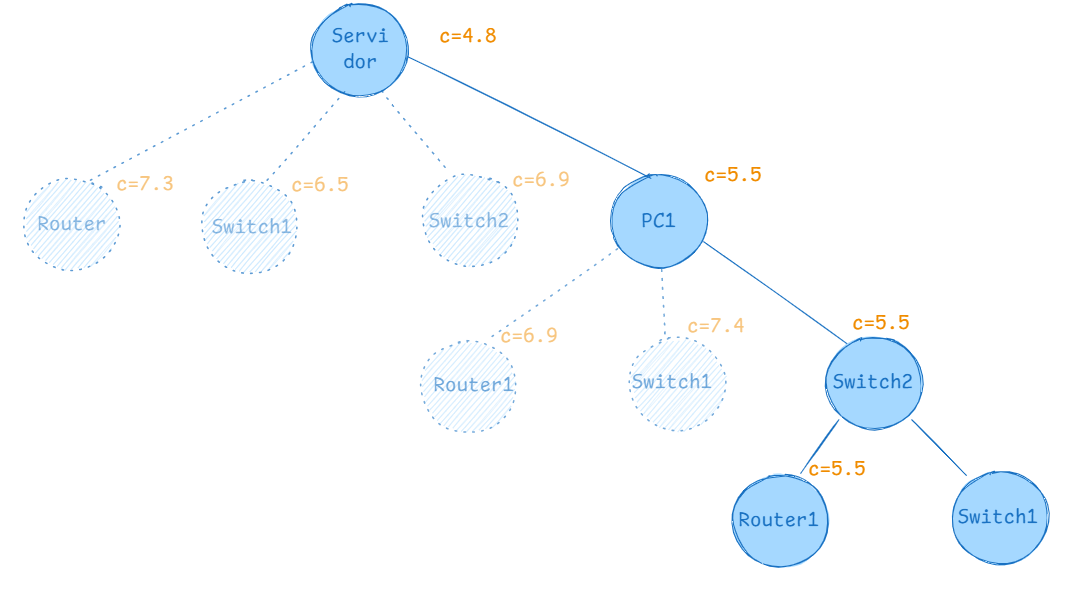 Servi
dor
c=4.8
c=7.3
c=6.5
c=6.9
c=5.5
Router
Switch1
Switch2
PC1
c=6.9
c=7.4
c=5.5
Router1
Switch1
Switch2
c=5.5
Router1
Switch1